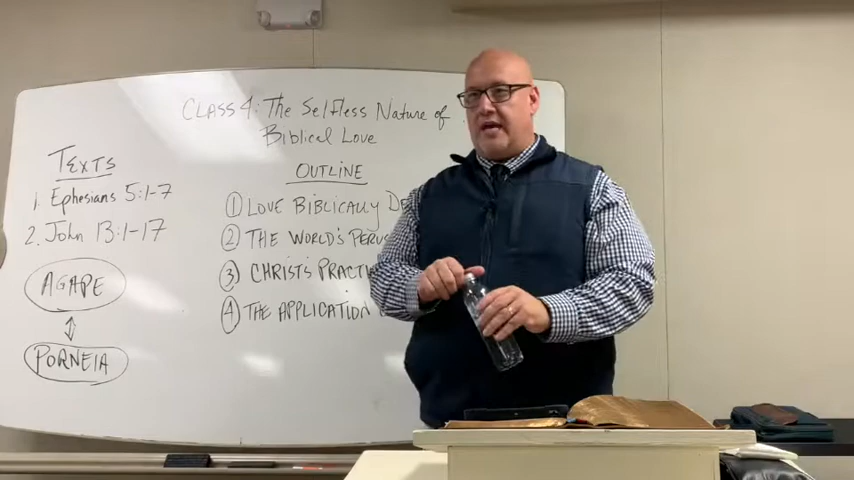 CLASS 4: The Selfless Nature of
Biblical Love
Texts
1. Ephesians 5:1-7
2. John 13:1-17
AGAPE
PORNEIA
OUTLINE
① LOVE BIBLICALLY
② THE WORLD'S
③ CHRIST'S
④ THE APPLICATION